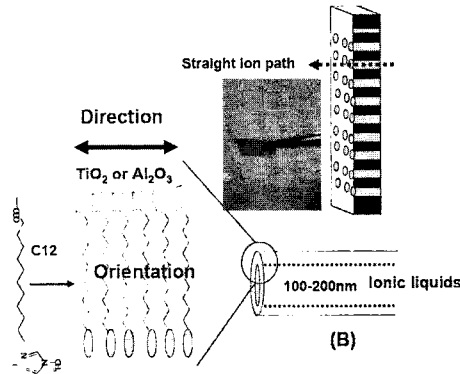 Straight ion path
Direction
TiO₂ or Al₂O₃
C12
Orientation
100-200nm
Ionic liquids
(B)